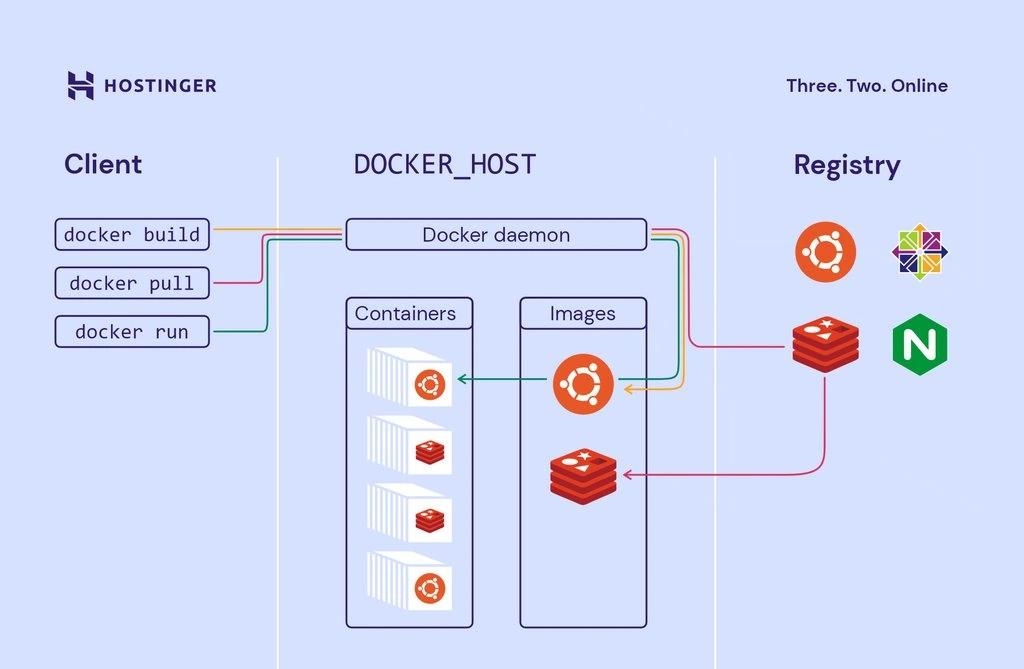 HOSTINGER
Three. Two. Online
Client
DOCKER_HOST
Registry
docker build
docker pull
docker run
Docker daemon
Containers
Images
N